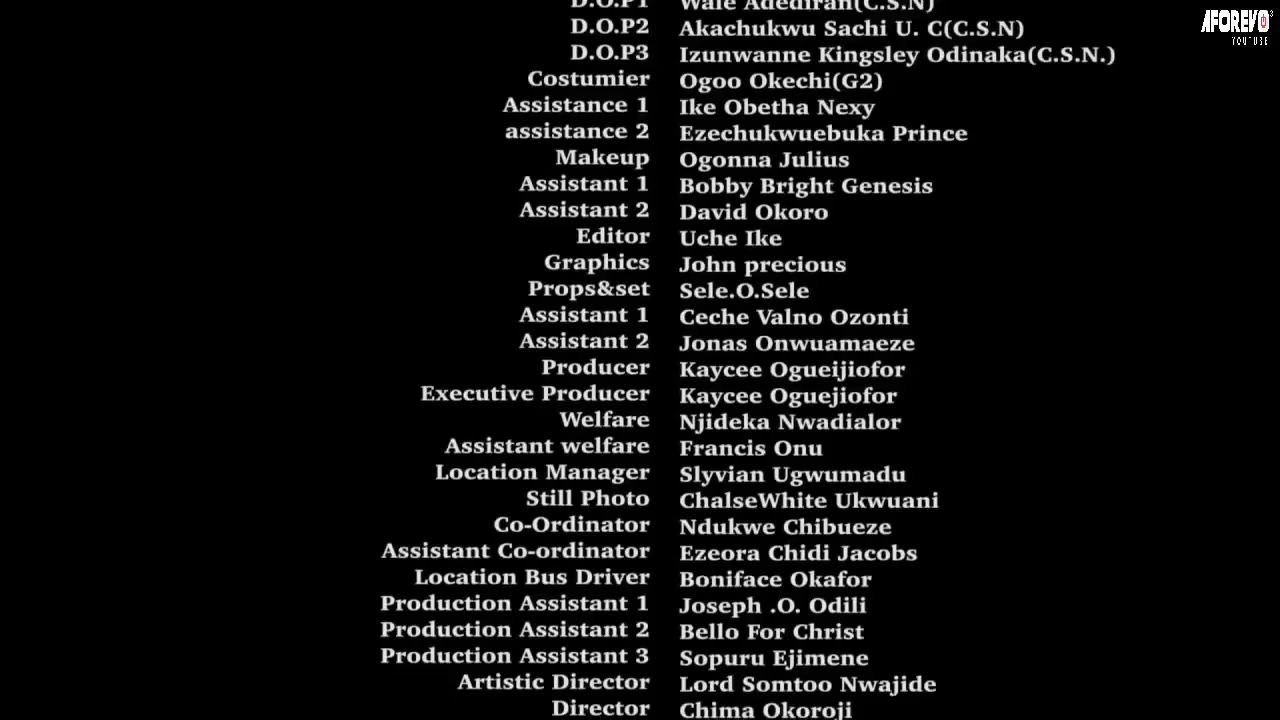 D.O.P1 Wale Adediran(C.S.N)
AFOREVO
YOUTUBE
D.O.P2 Akachukwu Sachi U. C(C.S.N)
D.O.P3 Izunwanne Kingsley Odinaka(C.S.N.)
Costumier Ogoo Okechi(G2)
Assistance 1 Ike Obetha Nexy
assistance 2 Ezechukwuebuka Prince
Makeup Ogonna Julius
Assistant 1 Bobby Bright Genesis
Assistant 2 David Okoro
Editor Uche Ike
Graphics John precious
Props&set Sele.O.Sele
Assistant 1 Ceche Valno Ozonti
Assistant 2 Jonas Onwuamaeze
Producer Kaycee Ogueijiofor
Executive Producer Kaycee Oguejiofor
Welfare Njideka Nwadialor
Assistant welfare Francis Onu
Location Manager Slyvian Ugwumadu
Still Photo ChalseWhite Ukwuani
Co-Ordinator Ndukwe Chibueze
Assistant Co-ordinator Ezeora Chidi Jacobs
Location Bus Driver Boniface Okafor
Production Assistant 1 Joseph .O. Odili
Production Assistant 2 Bello For Christ
Production Assistant 3 Sopuru Ejimene
Artistic Director Lord Somtoo Nwajide
Director Chima Okoroji